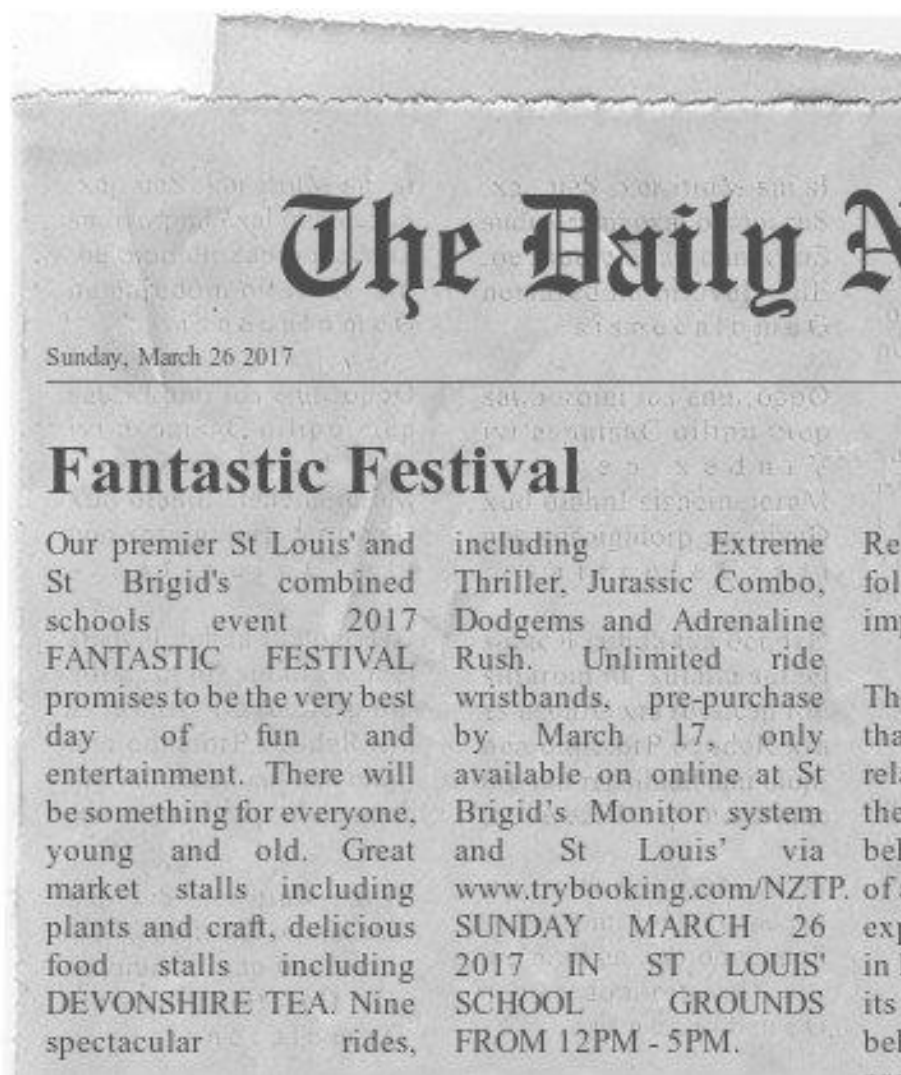 The Daily N
Sunday, March 26 2017
Fantastic Festival
Our premier St Louis' and
St Brigid's combined
schools event 2017
FANTASTIC FESTIVAL
promises to be the very best
day of fun and
entertainment. There will
be something for everyone,
young and old. Great
market stalls including
plants and craft, delicious
food stalls including
DEVONSHIRE TEA. Nine
spectacular rides,
including Extreme
Thriller, Jurassic Combo,
Dodgems and Adrenaline
Rush. Unlimited ride
wristbands, pre-purchase
by March 17, only
available on online at St
Brigid's Monitor system
and St Louis' via
www.trybooking.com/NZTP.
SUNDAY MARCH 26
2017 IN ST LOUIS'
SCHOOL GROUNDS
FROM 12PM - 5PM.